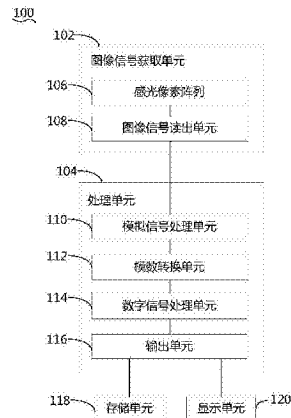 100
102
图像信号获取单元
106
感光像素阵列
108
图像信号读出单元
104
处理单元
110
模拟信号处理单元
112
模数转换单元
114
数字信号处理单元
116
输出单元
118
存储单元
显示单元
120